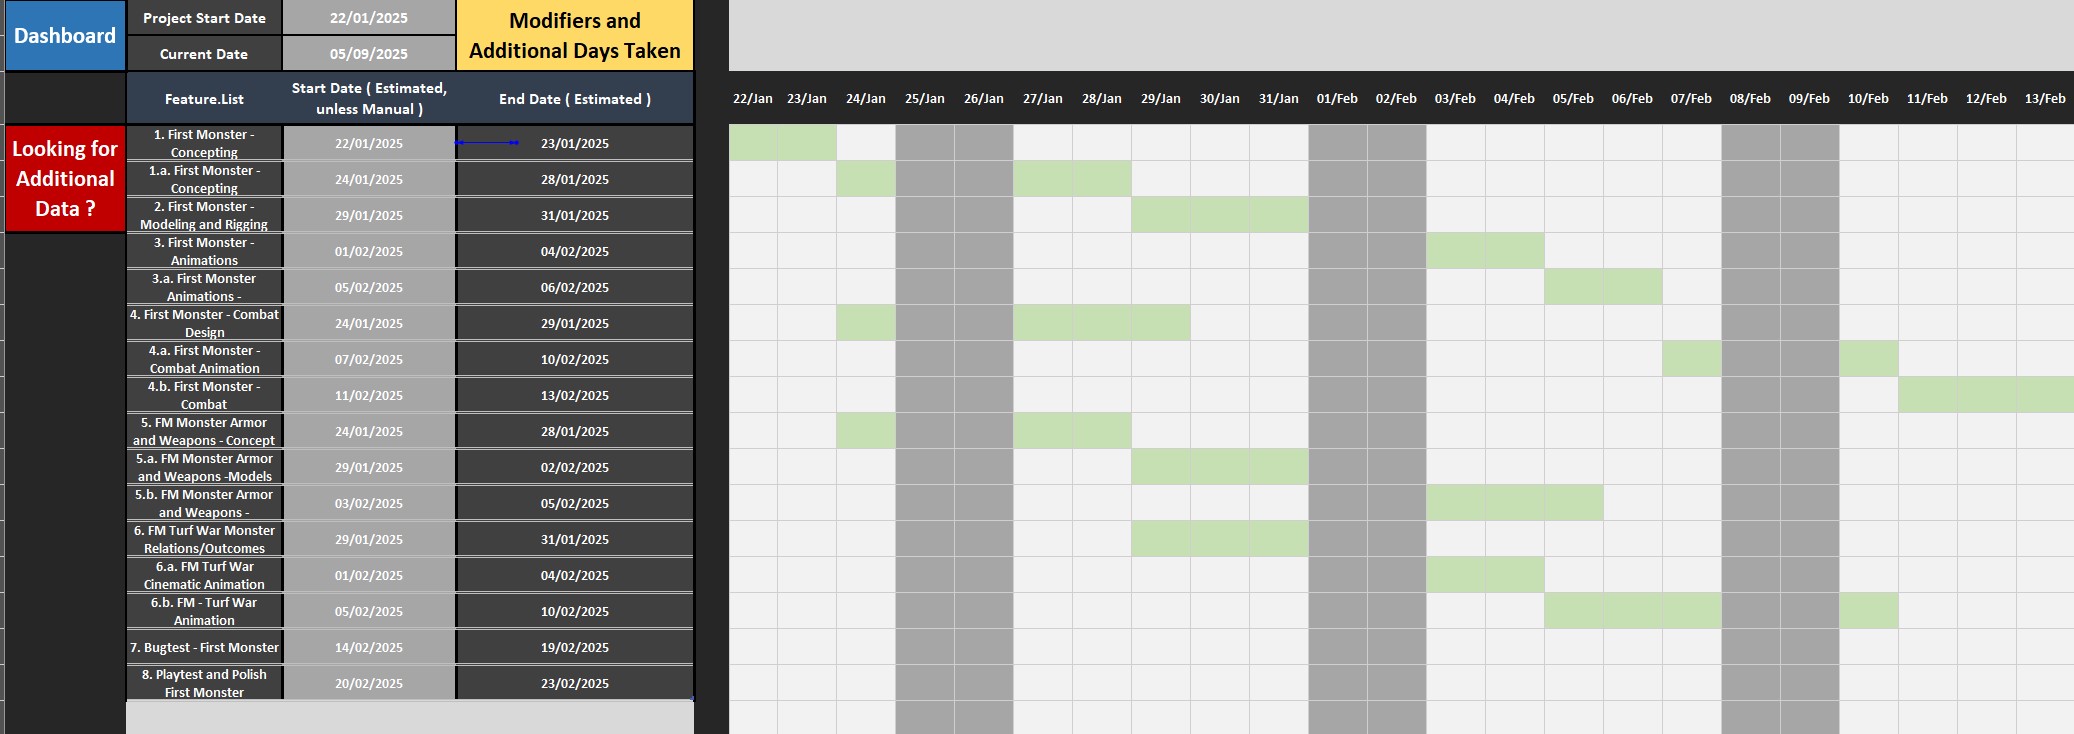 Dashboard
Project Start Date
22/01/2025
Modifiers and
Additional Days Taken
Current Date
05/09/2025
Feature.List
Start Date ( Estimated,
unless Manual )
End Date ( Estimated )
22/Jan 23/Jan 24/Jan 25/Jan 26/Jan 27/Jan 28/Jan 29/Jan 30/Jan 31/Jan 01/Feb 02/Feb 03/Feb 04/Feb 05/Feb 06/Feb 07/Feb 08/Feb 09/Feb 10/Feb 11/Feb 12/Feb 13/Feb
Looking for
Additional
Data ?
1. First Monster -
Concepting
22/01/2025
23/01/2025
1.a. First Monster -
Concepting
24/01/2025
28/01/2025
2. First Monster -
Modeling and Rigging
29/01/2025
31/01/2025
3. First Monster -
Animations
01/02/2025
04/02/2025
3.a. First Monster
Animations -
05/02/2025
06/02/2025
4. First Monster - Combat
Design
24/01/2025
29/01/2025
4.a. First Monster -
Combat Animation
07/02/2025
10/02/2025
4.b. First Monster -
Combat
11/02/2025
13/02/2025
5. FM Monster Armor
and Weapons - Concept
24/01/2025
28/01/2025
5.a. FM Monster Armor
and Weapons -Models
29/01/2025
02/02/2025
5.b. FM Monster Armor
and Weapons -
03/02/2025
05/02/2025
6. FM Turf War Monster
Relations/Outcomes
29/01/2025
31/01/2025
6.a. FM Turf War
Cinematic Animation
01/02/2025
04/02/2025
6.b. FM - Turf War
Animation
05/02/2025
10/02/2025
7. Bugtest - First Monster
14/02/2025
19/02/2025
8. Playtest and Polish
First Monster
20/02/2025
23/02/2025